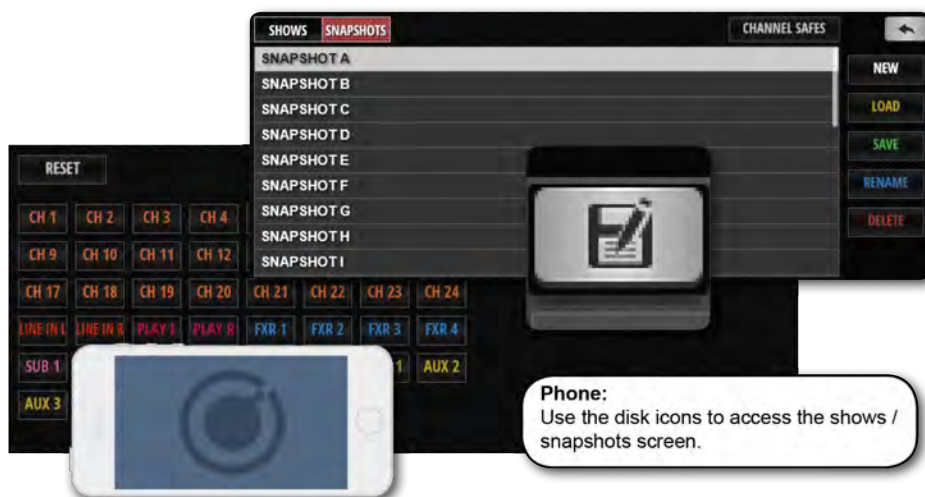 SHOWS SNAPSHOTS CHANNEL SAFES
SNAPSHOT A
SNAPSHOT B
SNAPSHOT C
SNAPSHOT D
SNAPSHOT E
SNAPSHOT F
SNAPSHOT G
SNAPSHOT H
SNAPSHOT I
NEW
LOAD
SAVE
RENAME
DELETE
RESET
CH 1 CH 2 CH 3 CH 4
CH 9 CH 10 CH 11 CH 12
CH 17 CH 18 CH 19 CH 20 CH 21 CH 22 CH 23 CH 24
LINE IN L LINE IN R PLAY L PLAY R FXR 1 FXR 2 FXR 3 FXR 4
SUB 1 1 AUX 2
AUX 3
Phone:
Use the disk icons to access the shows /
snapshots screen.